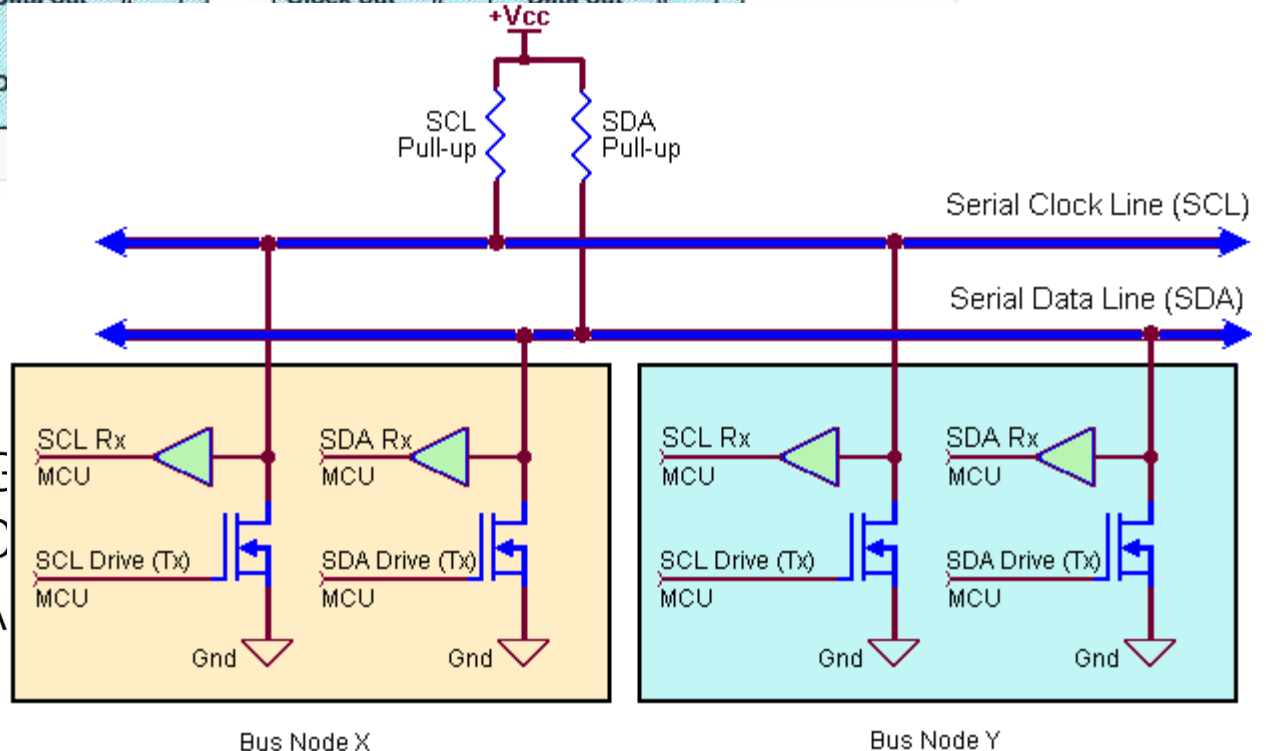 +Vcc
SCL
Pull-up
SDA
Pull-up
Serial Clock Line (SCL)
Serial Data Line (SDA)
SCL Rx
MCU
SDA Rx
MCU
SCL Drive (Tx)
MCU
SDA Drive (Tx)
MCU
Gnd
Gnd
SCL Rx
MCU
SDA Rx
MCU
SCL Drive (Tx)
MCU
SDA Drive (Tx)
MCU
Gnd
Gnd
Bus Node X
Bus Node Y